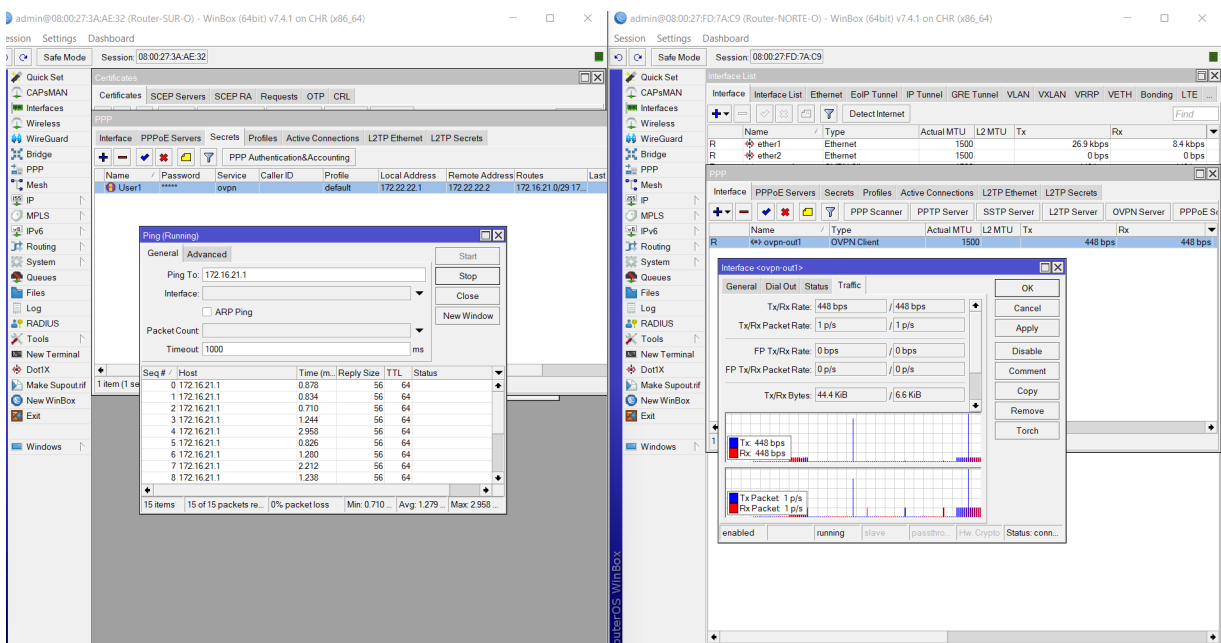 admin@08:00:27:3A:AE:32 (Router-SUR-O) - WinBox (64bit) v7.4.1 on CHR (x86_64)
ession Settings Dashboard
Safe Mode Session: 08:00:27:3A:AE:32
Quick Set
CAPsMAN
Interfaces
Wireless
WireGuard
Bridge
PPP
Mesh
IP
MPLS
IPv6
Routing
System
Queues
Files
Log
RADIUS
Tools
New Terminal
Dot1X
Make Supout.rif
New WinBox
Exit
Windows
Certificates
Certificates SCEP Servers SCEP RA Requests OTP CRL
PPP
Interface PPPoE Servers Secrets Profiles Active Connections L2TP Ethernet L2TP Secrets
PPP Authentication&Accounting
Name / Password Service Caller ID Profile Local Address Remote Address Routes Last
User1 ***** ovpn default 172.22.22.1 172.22.22.2 172.16.21.0/29 17...
1 item (1 se
Ping (Running)
General Advanced
Ping To: 172.16.21.1
Interface:
ARP Ping
Packet Count:
Timeout: 1000 ms
Start
Stop
Close
New Window
Seq # / Host Time (m... Reply Size TTL Status
0 172.16.21.1 0.878 56 64
1 172.16.21.1 0.834 56 64
2 172.16.21.1 0.710 56 64
3 172.16.21.1 1.244 56 64
4 172.16.21.1 2.958 56 64
5 172.16.21.1 0.826 56 64
6 172.16.21.1 1.280 56 64
7 172.16.21.1 2.212 56 64
8 172.16.21.1 1.238 56 64
15 items 15 of 15 packets re... 0% packet loss Min: 0.710 ... Avg: 1.279 ... Max: 2.958 ...
admin@08:00:27:FD:7A:C9 (Router-NORTE-O) - WinBox (64bit) v7.4.1 on CHR (x86_64)
Session Settings Dashboard
Safe Mode Session: 08:00:27:FD:7A:C9
Quick Set
CAPsMAN
Interfaces
Wireless
WireGuard
Bridge
PPP
Mesh
IP
MPLS
IPv6
Routing
System
Queues
Files
Log
RADIUS
Tools
New Terminal
Dot1X
Make Supout.rif
New WinBox
Exit
Windows
uterOS WinBox
Interface List
Interface Interface List Ethernet EoIP Tunnel IP Tunnel GRE Tunnel VLAN VXLAN VRRP VETH Bonding LTE ...
Detect Internet
Find
Name / Type Actual MTU L2 MTU Tx Rx
R ether1 Ethernet 1500 26.9 kbps 8.4 kbps
R ether2 Ethernet 1500 0 bps 0 bps
PPP
Interface PPPoE Servers Secrets Profiles Active Connections L2TP Ethernet L2TP Secrets
PPP Scanner PPTP Server SSTP Server L2TP Server OVPN Server PPPoE Sc
Name / Type Actual MTU L2 MTU Tx Rx
R ovpn-out1 OVPN Client 1500 448 bps 448 bps
Interface <ovpn-out1>
General Dial Out Status Traffic
Tx/Rx Rate: 448 bps / 448 bps
Tx/Rx Packet Rate: 1 p/s / 1 p/s
FP Tx/Rx Rate: 0 bps / 0 bps
FP Tx/Rx Packet Rate: 0 p/s / 0 p/s
Tx/Rx Bytes: 44.4 KiB / 6.6 KiB
Tx: 448 bps
Rx: 448 bps
Tx Packet: 1 p/s
Rx Packet: 1 p/s
OK
Cancel
Apply
Disable
Comment
Copy
Remove
Torch
enabled running slave passthro... Hw. Crypto Status: conn...